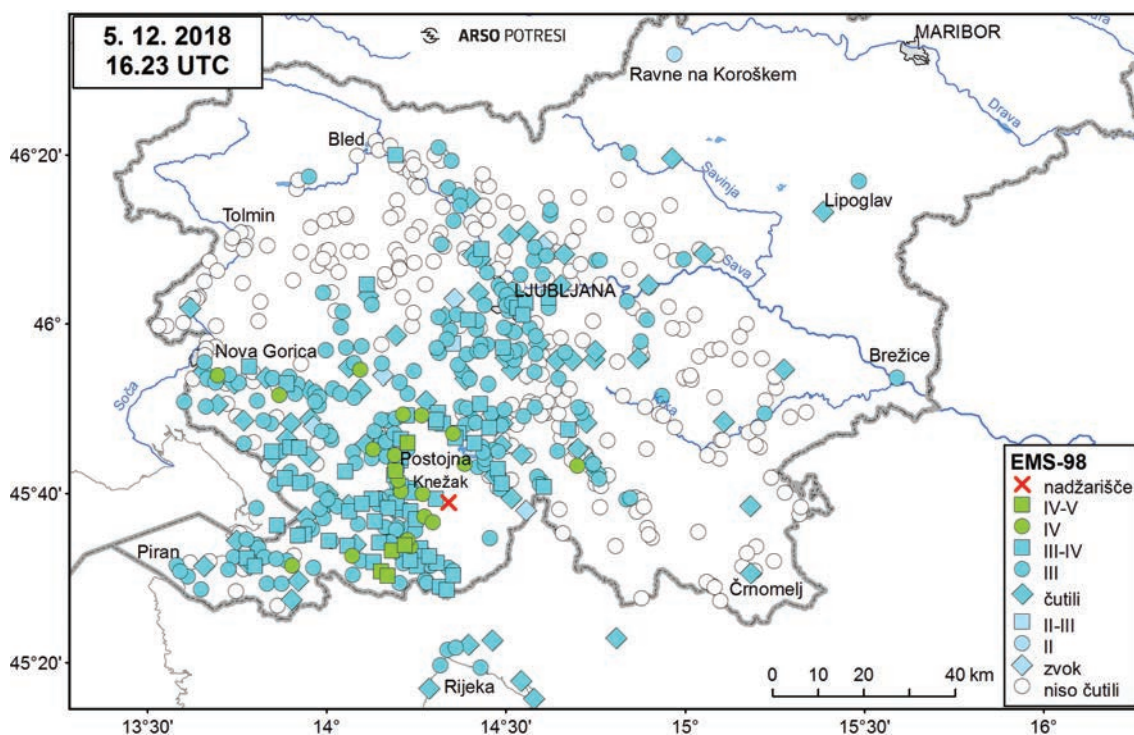 5. 12. 2018
16.23 UTC
ARSO POTRESI
MARIBOR
Ravne na Koroškem
Drava
Bled
46°20'
Savinja
Lipoglav
Tolmin
Sava
LJUBLJANA
46°
Nova Gorica
Brežice
Soča
Krka
Postojna
Knežak
45°40'
Piran
Črnomelj
45°20'
Rijeka
EMS-98
nadžarišče
IV-V
IV
III-IV
III
čutili
II-III
II
zvok
niso čutili
0 10 20 40 km
13°30' 14° 14°30' 15° 15°30' 16°